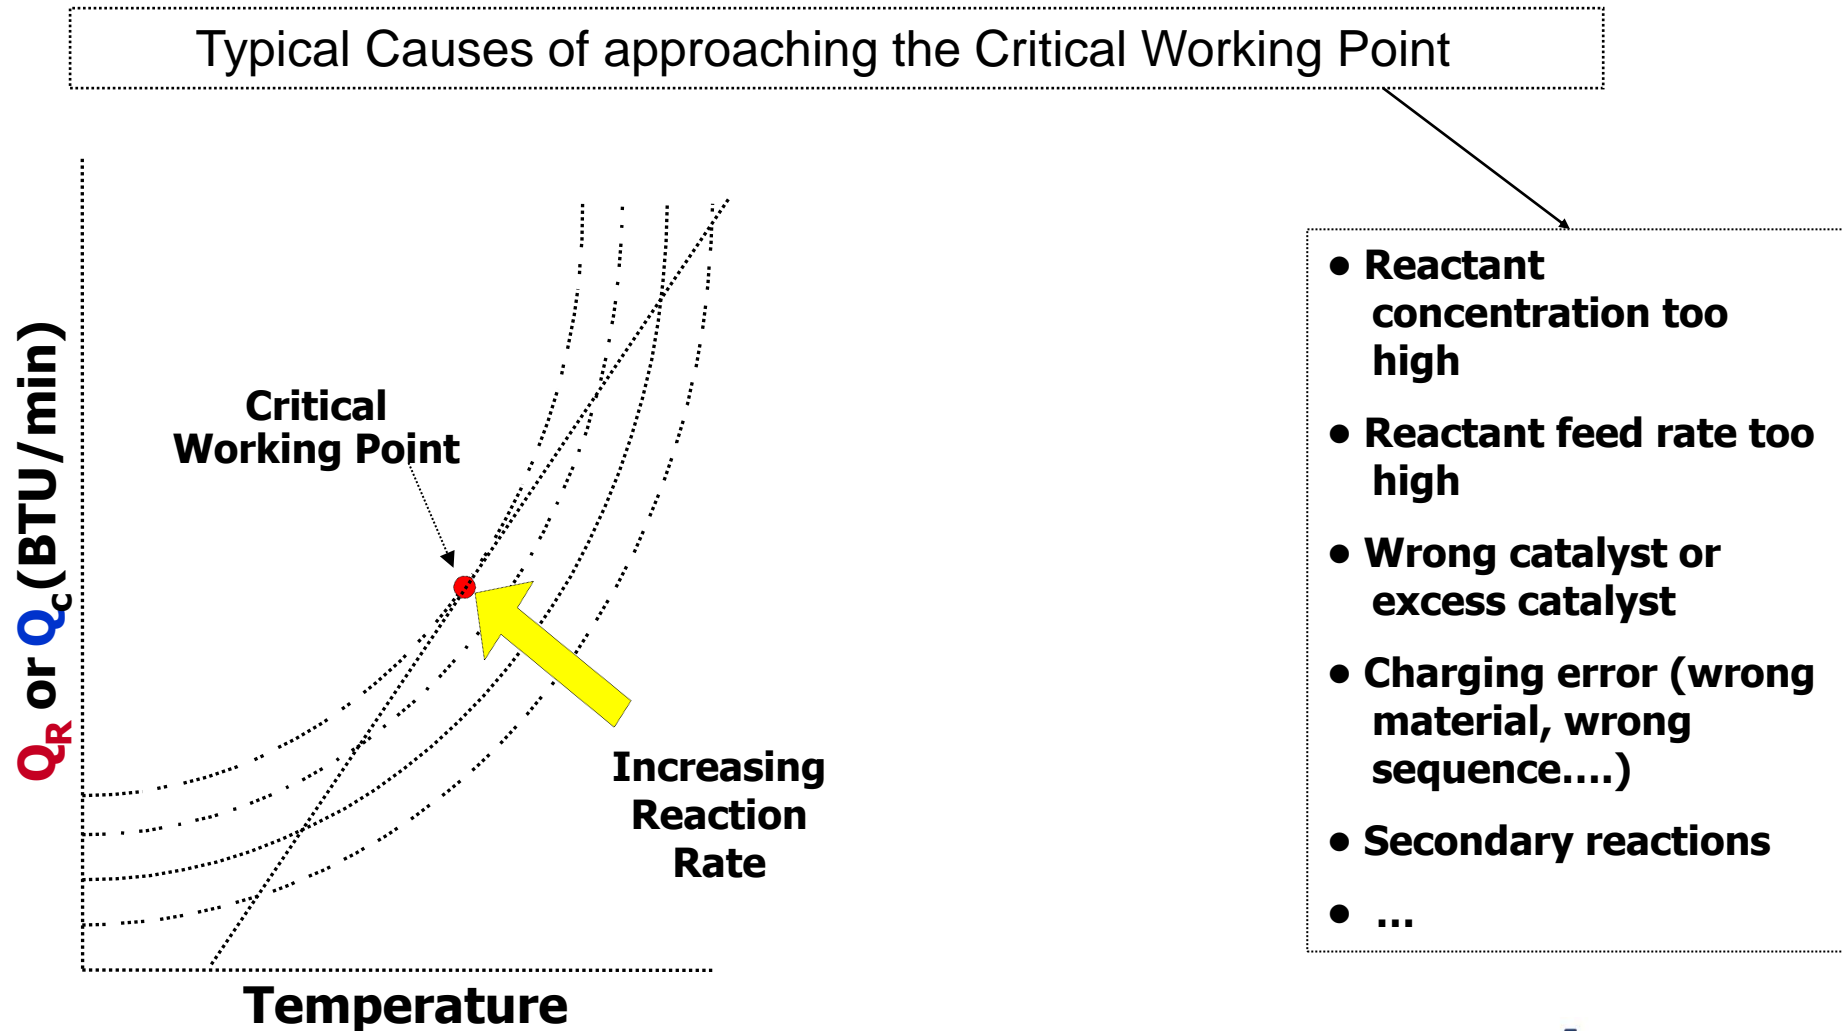 Typical Causes of approaching the Critical Working Point
Q_R or Q_c (BTU/min)
Critical
Working Point
Increasing
Reaction
Rate
Temperature
• Reactant
concentration too
high
• Reactant feed rate too
high
• Wrong catalyst or
excess catalyst
• Charging error (wrong
material, wrong
sequence....)
• Secondary reactions
• ...